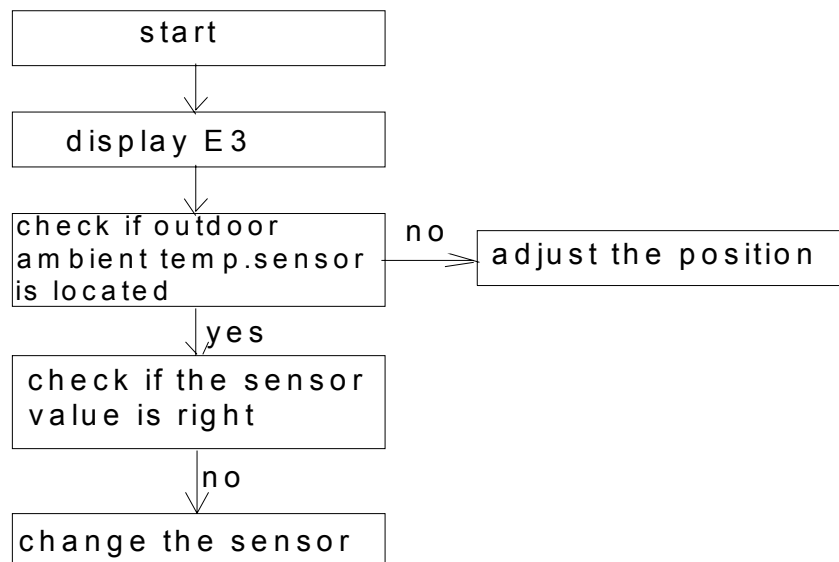 start
display E3
check if outdoor
ambient temp.sensor
is located
no
adjust the position
yes
check if the sensor
value is right
no
change the sensor